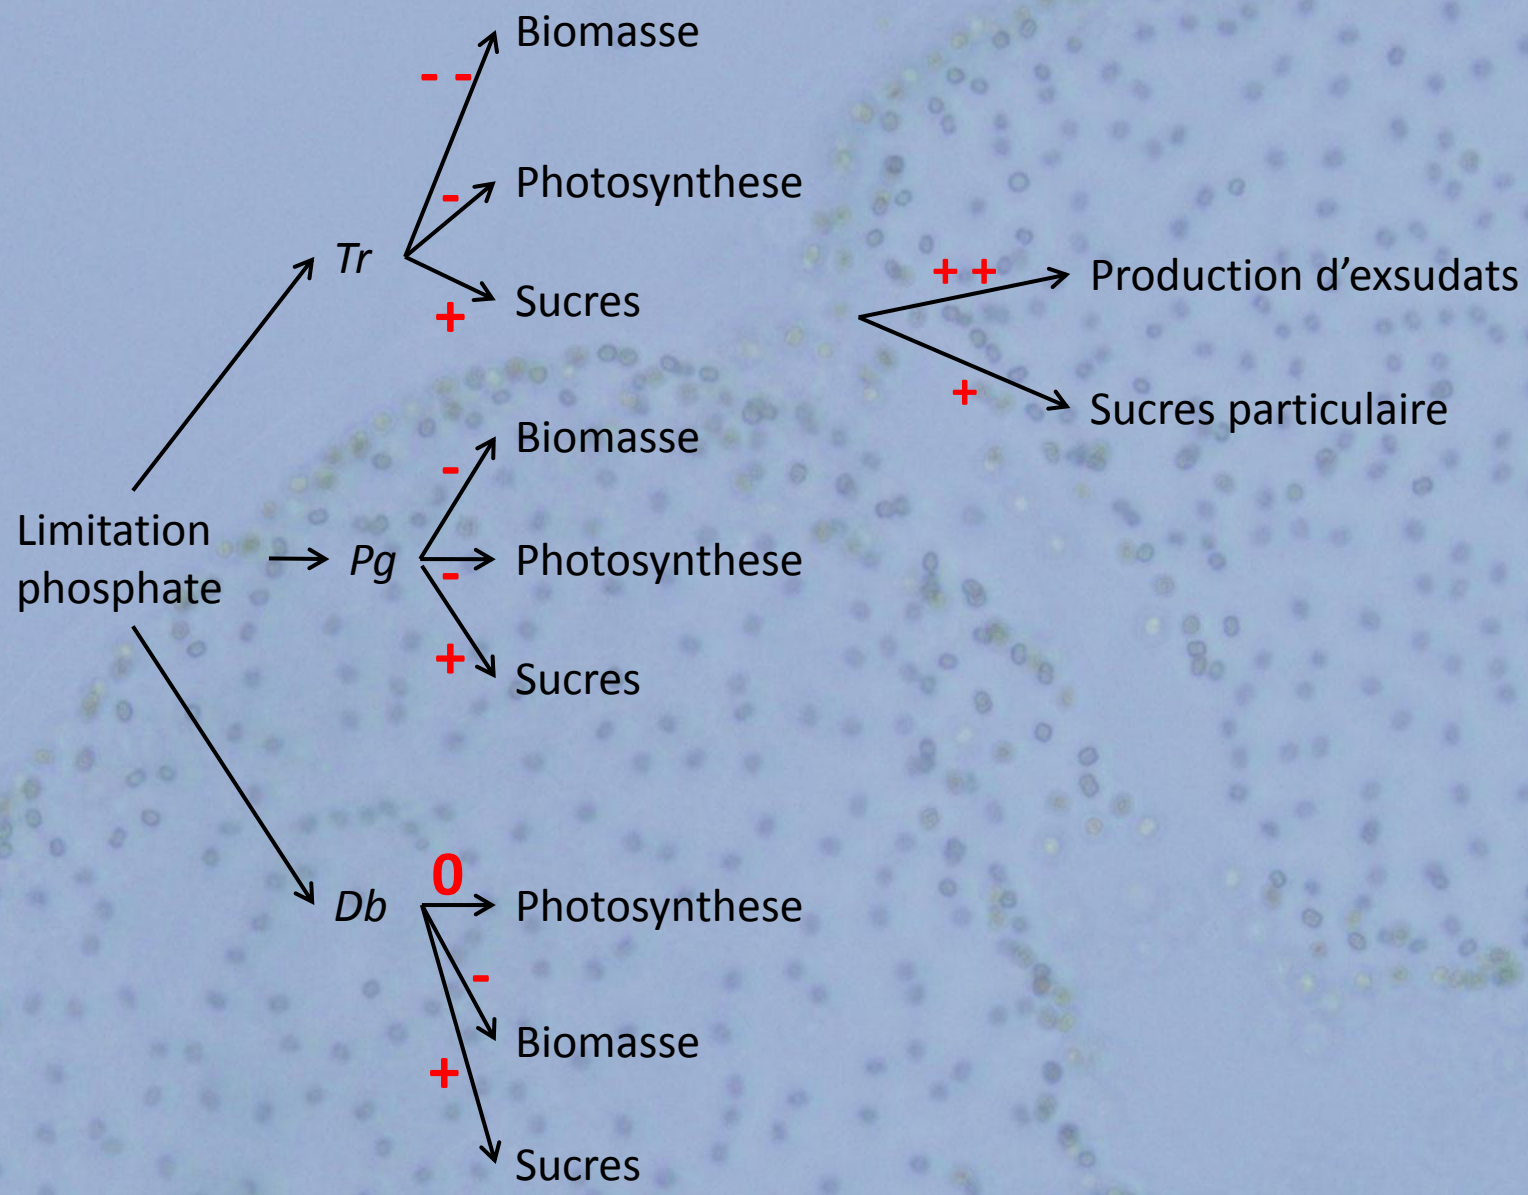 Biomasse
- -
Photosynthese
-
Tr
Sucres
+
+ +
Production d'exsudats
+
Sucres particulaire
Biomasse
-
Limitation
phosphate
Pg
Photosynthese
-
+
Sucres
0
Db
Photosynthese
-
Biomasse
+
Sucres